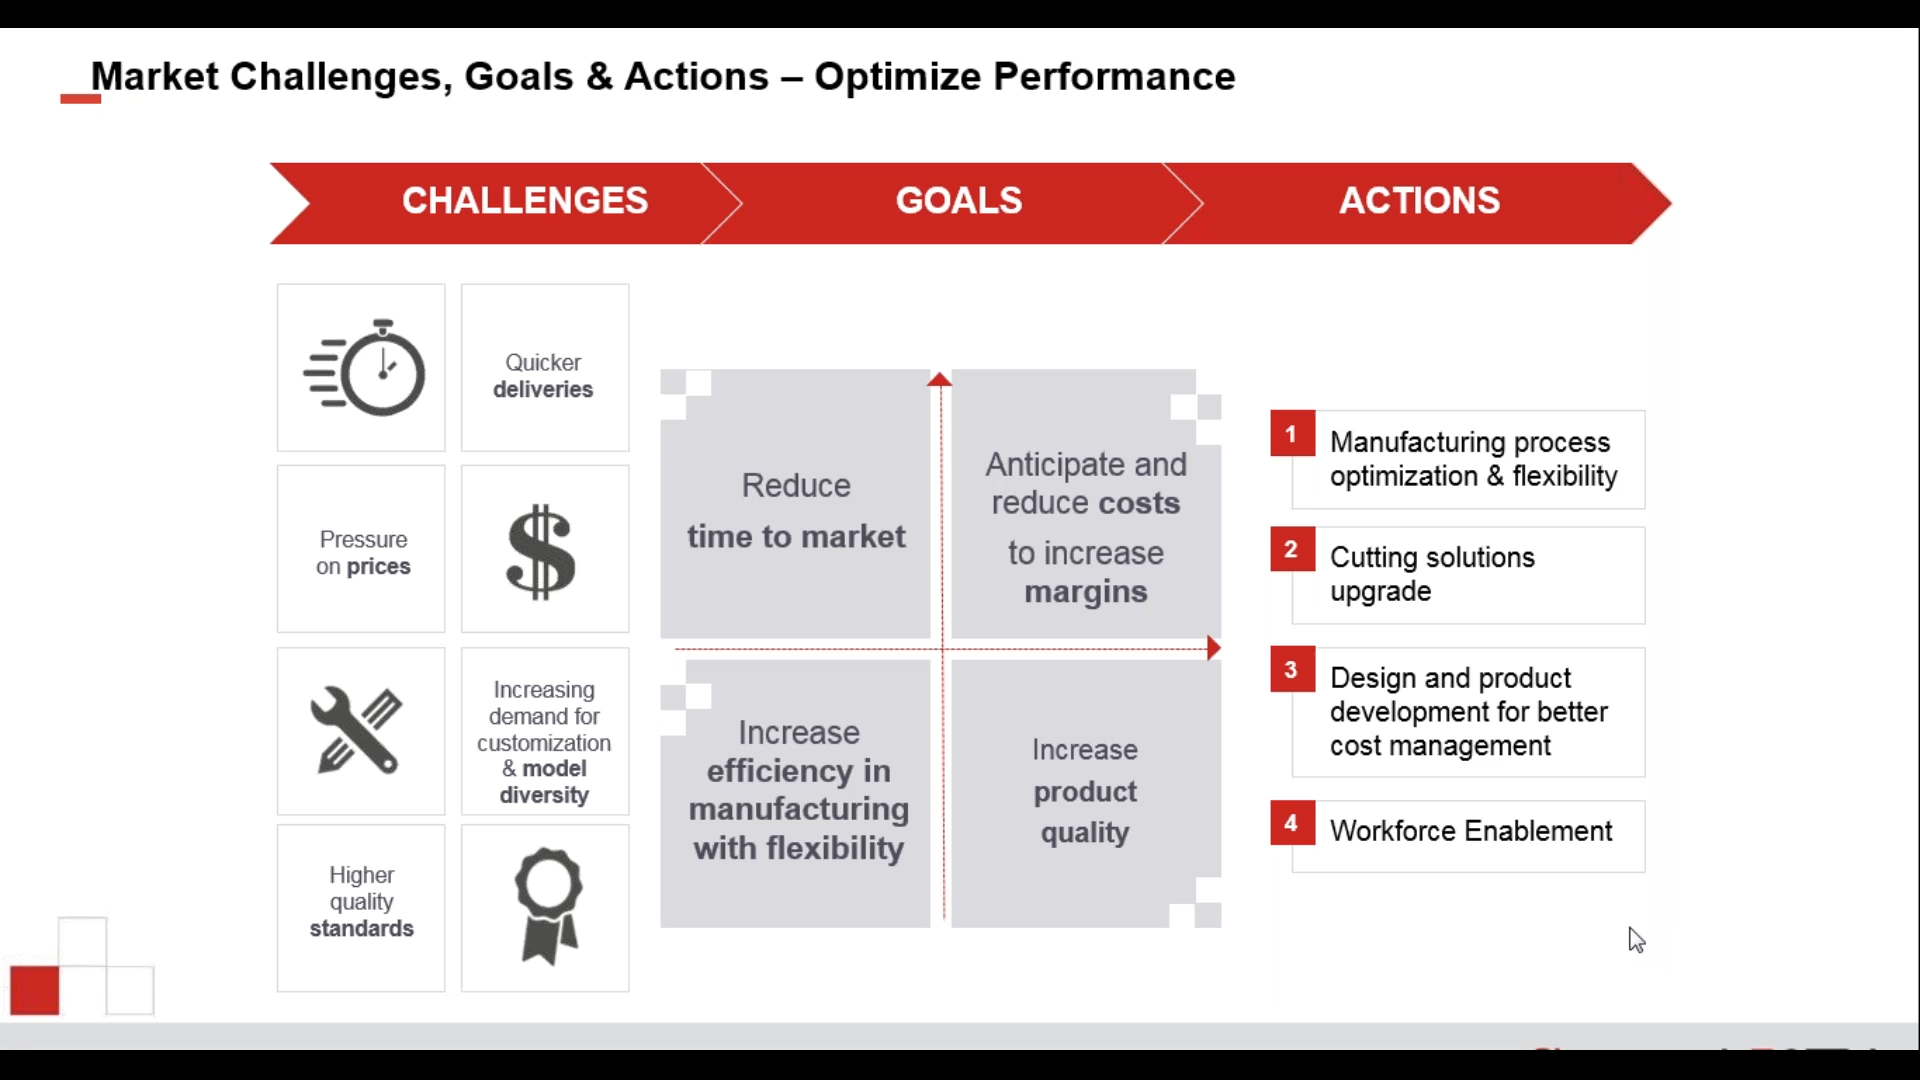 Market Challenges, Goals & Actions – Optimize Performance
CHALLENGES
GOALS
ACTIONS
Quicker
deliveries
Pressure
on prices
Increasing
demand for
customization
& model
diversity
Higher
quality
standards
Reduce
time to market
Anticipate and
reduce costs
to increase
margins
Increase
efficiency in
manufacturing
with flexibility
Increase
product
quality
1
Manufacturing process
optimization & flexibility
2
Cutting solutions
upgrade
3
Design and product
development for better
cost management
4
Workforce Enablement